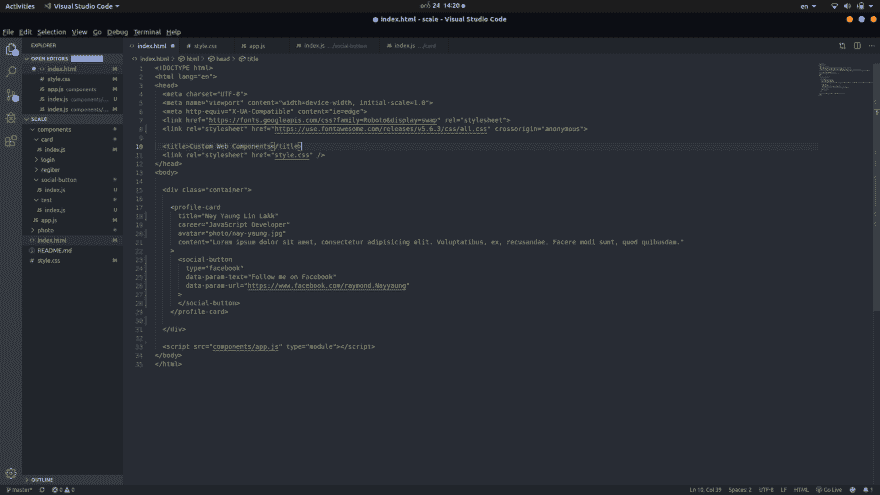 Activities Visual Studio Code 24 14:20 en
index.html - scale - Visual Studio Code
File Edit Selection View Go Debug Terminal Help
EXPLORER
OPEN EDITORS
index.html M
style.css M
app.js components M
index.js components/... U
index.js components/... M
SCALE
components
card
index.js M
login
regiter
social-button
index.js U
test
index.js U
app.js M
photo
index.html M
README.md
style.css M
OUTLINE
index.html style.css app.js index.js .../social-button index.js .../card
index.html > html > head > title
1 <!DOCTYPE html>
2 <html lang="en">
3 <head>
4 <meta charset="UTF-8">
5 <meta name="viewport" content="width=device-width, initial-scale=1.0">
6 <meta http-equiv="X-UA-Compatible" content="ie=edge">
7 <link href="https://fonts.googleapis.com/css?family=Roboto&display=swap" rel="stylesheet">
8 <link rel="stylesheet" href="https://use.fontawesome.com/releases/v5.6.3/css/all.css" crossorigin="anonymous">
9
10 <title>Custom Web Components</title>
11 <link rel="stylesheet" href="style.css" />
12 </head>
13 <body>
14
15 <div class="container">
16
17 <profile-card
18 title="Nay Yaung Lin Lakk"
19 career="JavaScript Developer"
20 avatar="photo/nay-yaung.jpg"
21 content="Lorem ipsum dolor sit amet, consectetur adipisicing elit. Voluptatibus, ex, recusandae. Facere modi sunt, quod quibusdam."
22 >
23 <social-button
24 type="facebook"
25 data-param-text="Follow me on Facebook"
26 data-param-url="https://www.facebook.com/raymond.Nayyaung"
27 >
28 </social-button>
29 </profile-card>
30
31 </div>
32
33 <script src="components/app.js" type="module"></script>
34 </body>
35 </html>
master* 0 0 Ln 10, Col 39 Spaces: 2 UTF-8 LF HTML Go Live 1